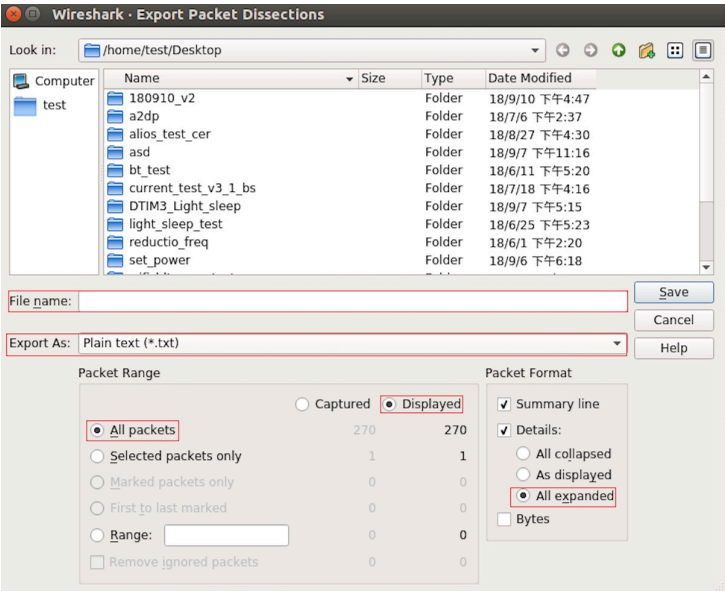 Wireshark · Export Packet Dissections
Look in: /home/test/Desktop
Computer
test
Name Size Type Date Modified
180910_v2 Folder 18/9/10 下午4:47
a2dp Folder 18/7/6 下午2:37
alios_test_cer Folder 18/8/27 下午4:30
asd Folder 18/9/7 下午11:16
bt_test Folder 18/6/11 下午5:20
current_test_v3_1_bs Folder 18/7/18 下午4:16
DTIM3_Light_sleep Folder 18/9/7 下午5:15
light_sleep_test Folder 18/6/25 下午5:23
reductio_freq Folder 18/6/1 下午2:20
set_power Folder 18/9/6 下午6:18
File name:
Save
Cancel
Export As: Plain text (*.txt)
Help
Packet Range
Captured Displayed
All packets 270 270
Selected packets only 1 1
Marked packets only 0 0
First to last marked 0 0
Range: 0 0
Remove ignored packets 0 0
Packet Format
Summary line
Details:
All collapsed
As displayed
All expanded
Bytes